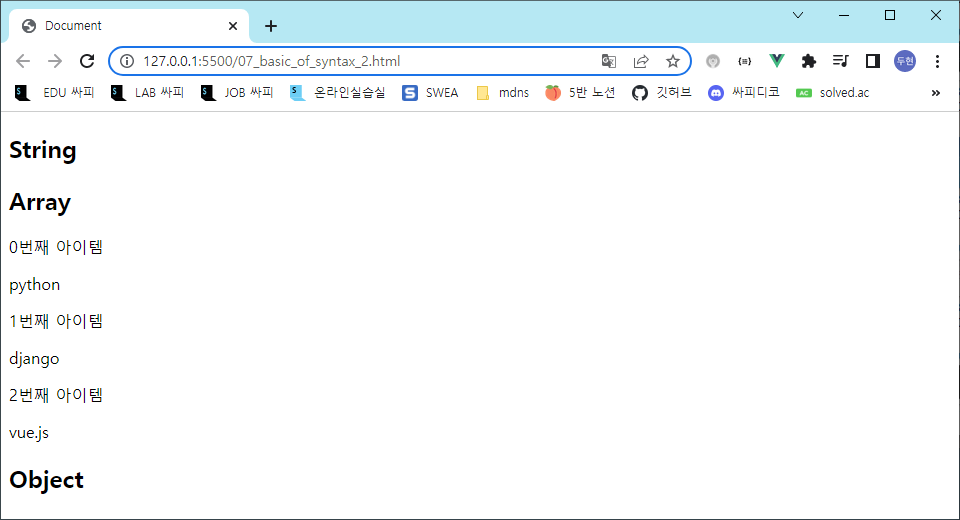 Document
127.0.0.1:5500/07_basic_of_syntax_2.html
두현
EDU 싸피 LAB 싸피 JOB 싸피 온라인실습실 SWEA mdns 5반 노션 깃허브 싸피디코 AC solved.ac
String
Array
0번째 아이템
python
1번째 아이템
django
2번째 아이템
vue.js
Object